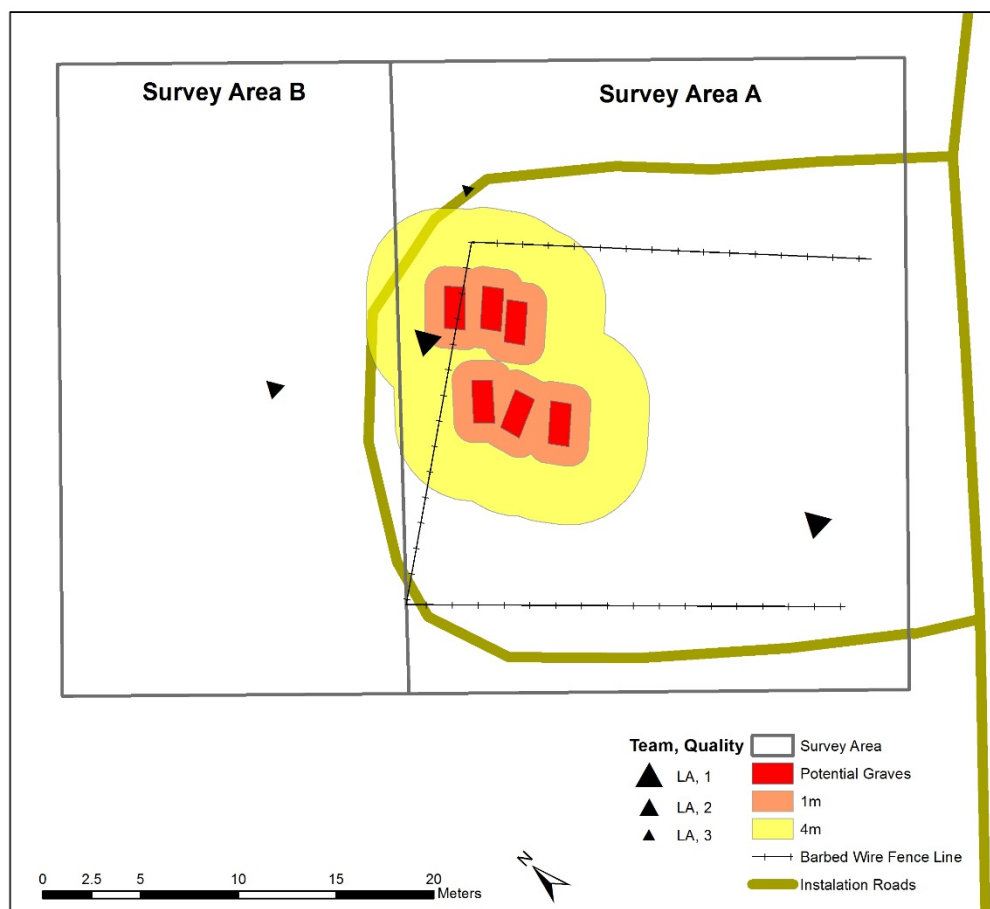 Survey Area B
Survey Area A
Team, Quality
LA, 1
LA, 2
LA, 3
Survey Area
Potential Graves
1m
4m
Barbed Wire Fence Line
Instalation Roads
0 2.5 5 10 15 20
Meters
N